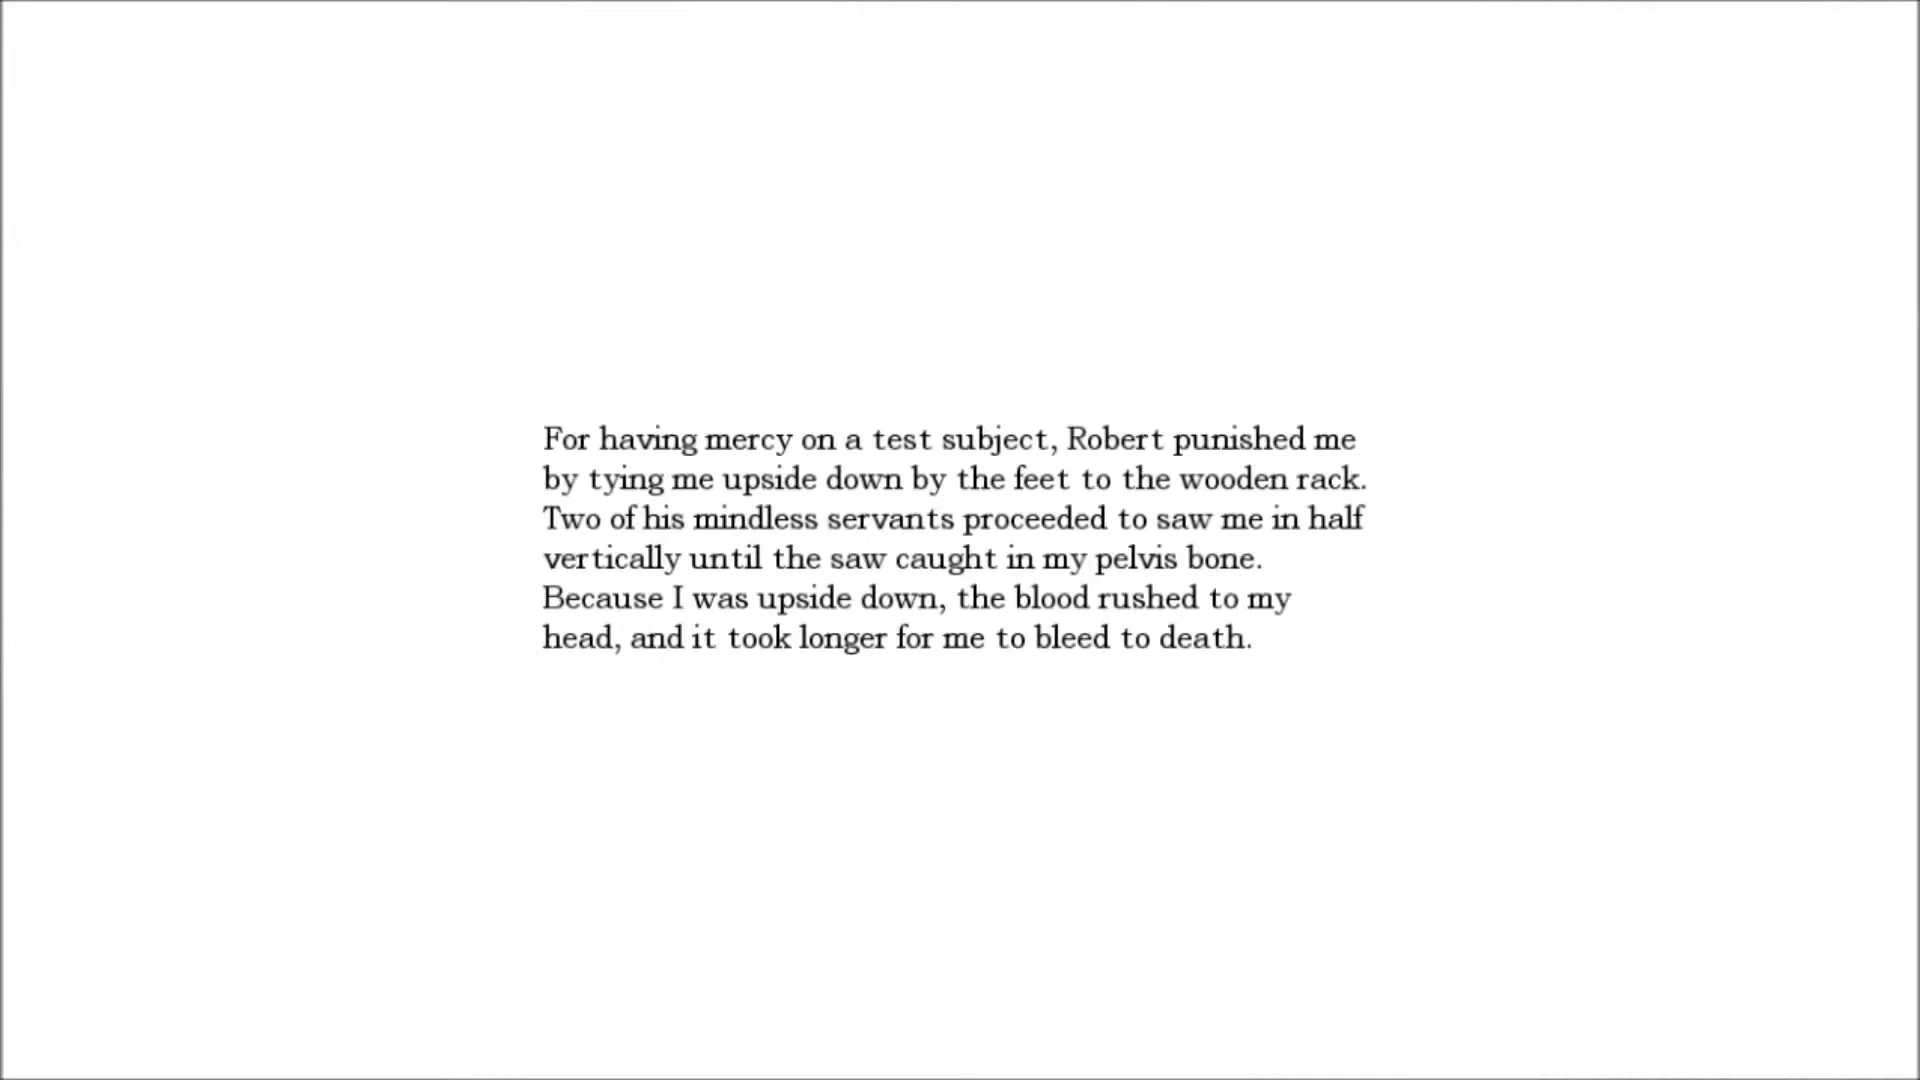 For having mercy on a test subject, Robert punished me
by tying me upside down by the feet to the wooden rack.
Two of his mindless servants proceeded to saw me in half
vertically until the saw caught in my pelvis bone.
Because I was upside down, the blood rushed to my
head, and it took longer for me to bleed to death.